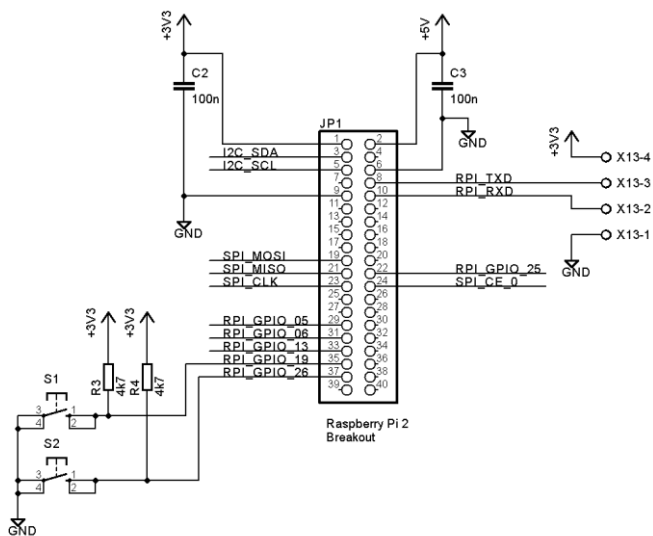 +3V3
+5V
C2
100n
C3
100n
JP1
GND
1
2
I2C_SDA
3
4
I2C_SCL
5
6
7
8
RPI_TXD
9
10
RPI_RXD
11
12
13
14
15
16
17
18
GND
+3V3
X13-4
X13-3
X13-2
X13-1
GND
SPI_MOSI
19
20
SPI_MISO
21
22
RPI_GPIO_25
SPI_CLK
23
24
SPI_CE_0
25
26
27
28
RPI_GPIO_05
29
30
RPI_GPIO_06
31
32
RPI_GPIO_13
33
34
RPI_GPIO_19
35
36
RPI_GPIO_26
37
38
39
40
+3V3
+3V3
R3
4k7
R4
4k7
S1
3
1
4
2
S2
3
1
4
2
GND
Raspberry Pi 2
Breakout